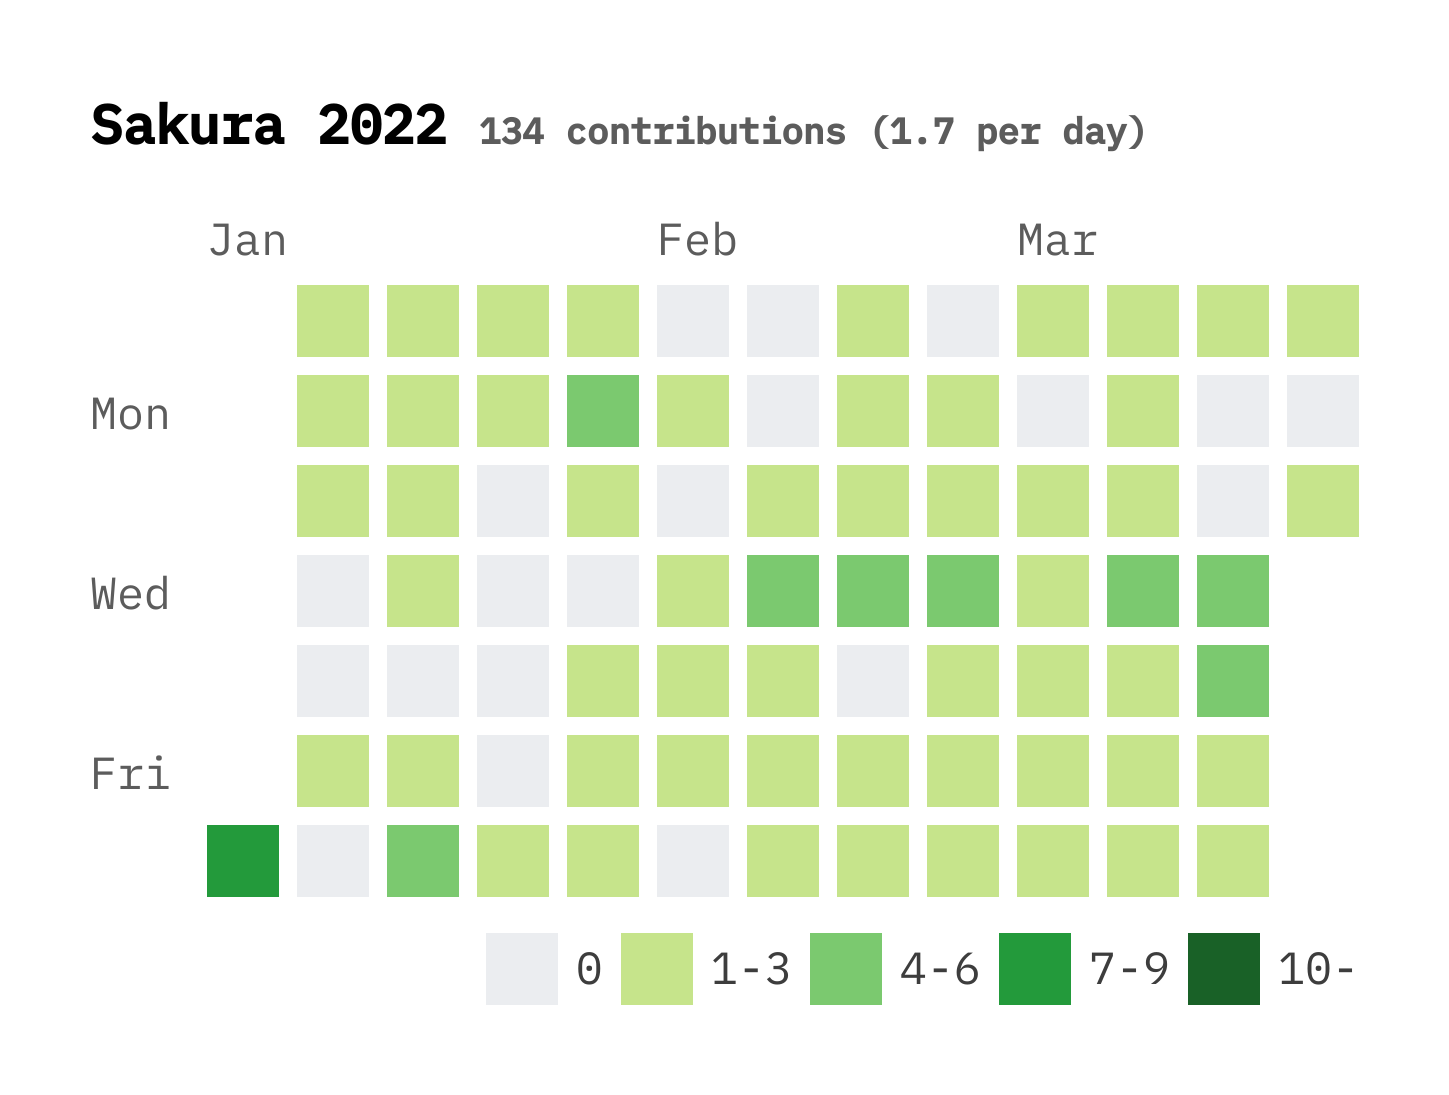 Sakura 2022 134 contributions (1.7 per day)
Jan Feb Mar
Mon
Wed
Fri
0 1-3 4-6 7-9 10-